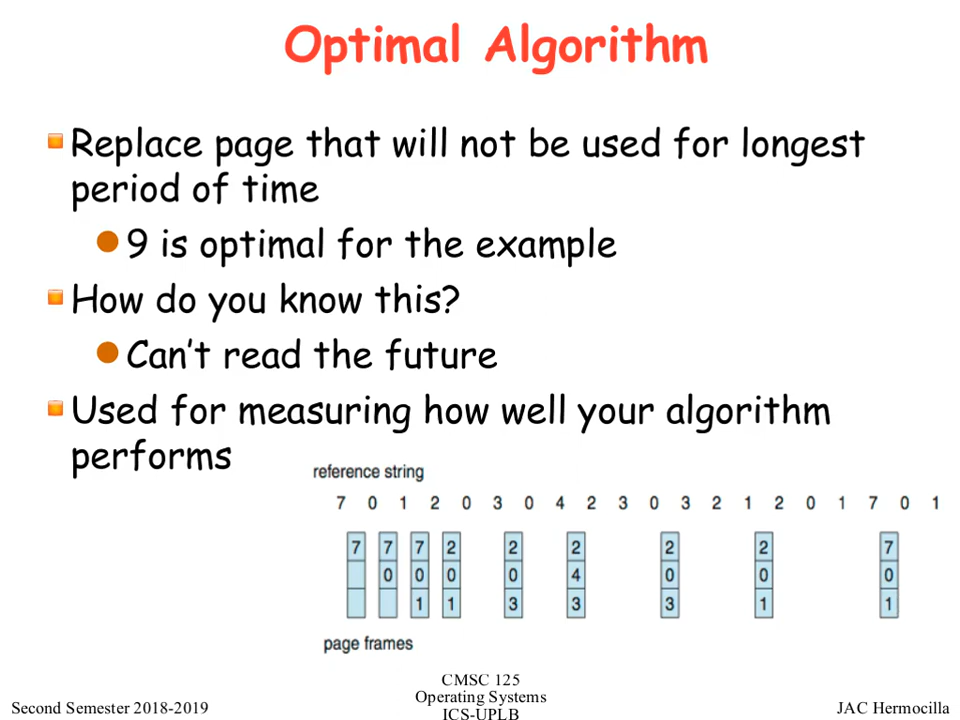 Optimal Algorithm
Replace page that will not be used for longest
period of time
9 is optimal for the example
How do you know this?
Can't read the future
Used for measuring how well your algorithm
performs
reference string
7 0 1 2 0 3 0 4 2 3 0 3 2 1 2 0 1 7 0 1
7 7 7 2 2 2 2 2 7
0 0 0 0 4 0 0 0
1 1 3 3 3 1 1
page frames
Second Semester 2018-2019
CMSC 125
Operating Systems
ICS-UPLB
JAC Hermocilla